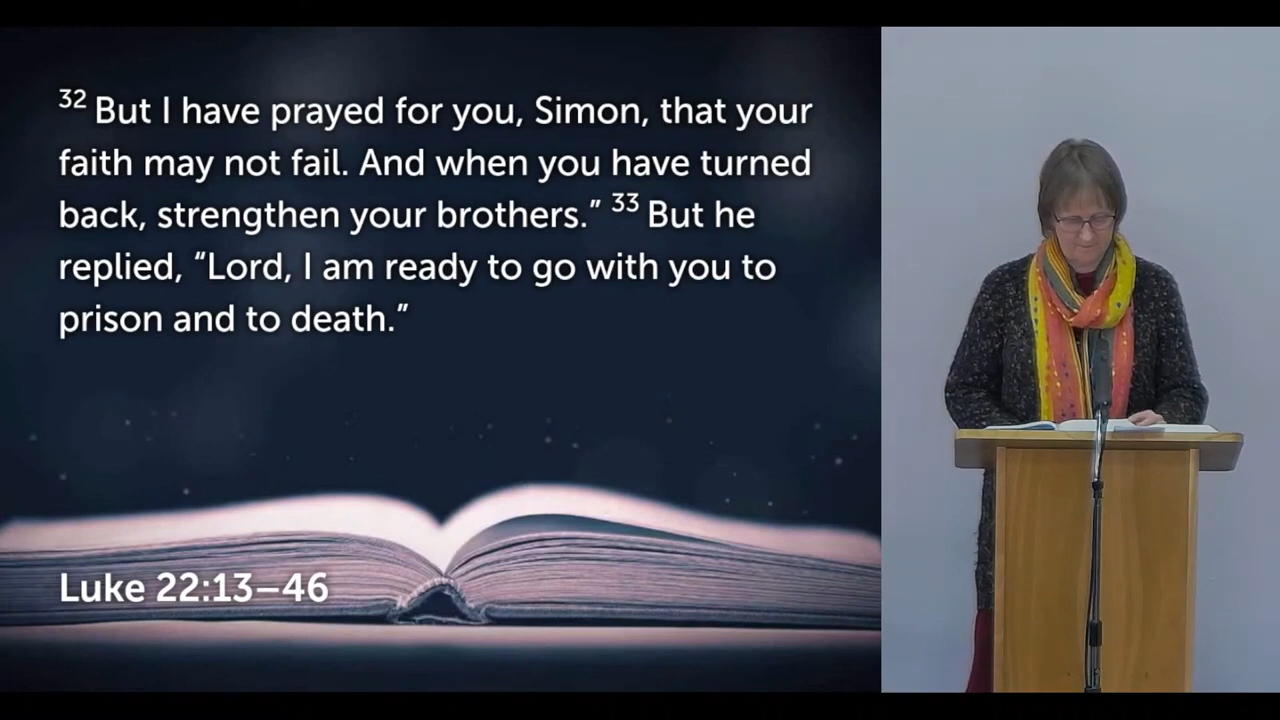 32 But I have prayed for you, Simon, that your
faith may not fail. And when you have turned
back, strengthen your brothers.” 33 But he
replied, “Lord, I am ready to go with you to
prison and to death.”
Luke 22:13–46